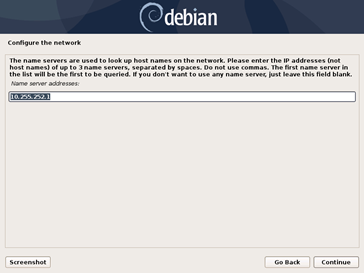 debian
Configure the network
The name servers are used to look up host names on the network. Please enter the IP addresses (not
host names) of up to 3 name servers, separated by spaces. Do not use commas. The first name server in
the list will be the first to be queried. If you don't want to use any name server, just leave this field blank.
Name server addresses:
10.255.252.1
Screenshot
Go Back
Continue